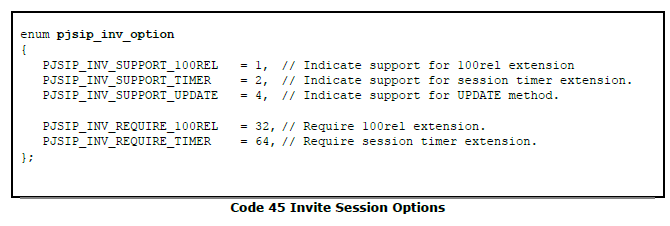 enum pjsip_inv_option
{
PJSIP_INV_SUPPORT_100REL = 1, // Indicate support for 100rel extension
PJSIP_INV_SUPPORT_TIMER = 2, // Indicate support for session timer extension.
PJSIP_INV_SUPPORT_UPDATE = 4, // Indicate support for UPDATE method.
PJSIP_INV_REQUIRE_100REL = 32, // Require 100rel extension.
PJSIP_INV_REQUIRE_TIMER = 64, // Require session timer extension.
};
Code 45 Invite Session Options